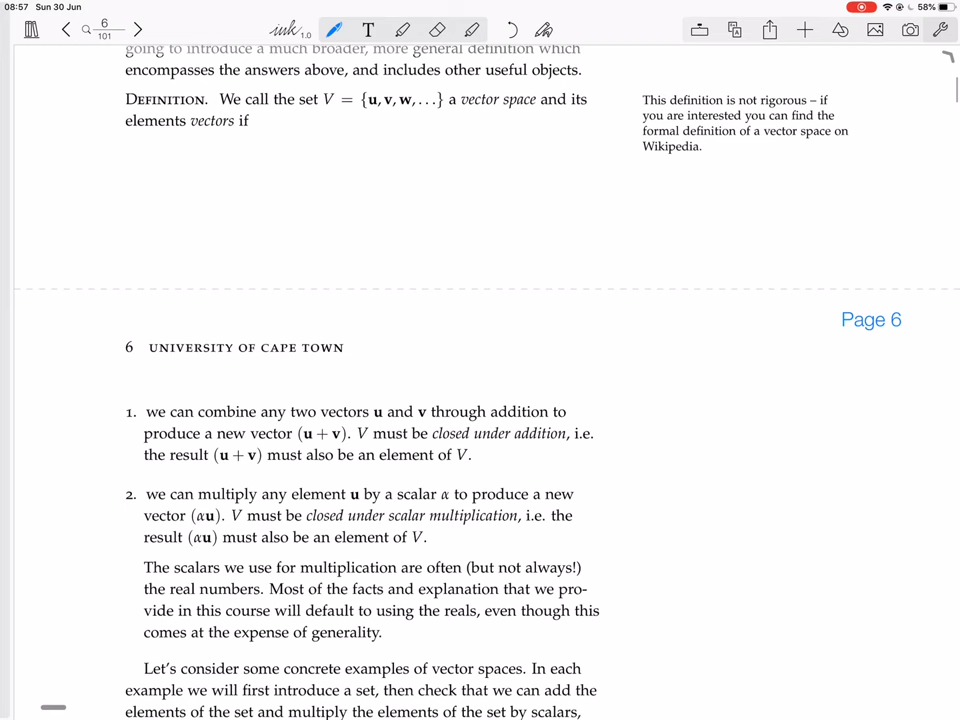 08:57 Sun 30 Jun
58%
6
101
ink 1.0
T
going to introduce a much broader, more general definition which
encompasses the answers above, and includes other useful objects.
Definition. We call the set V = {u, v, w, . . .} a vector space and its
elements vectors if
This definition is not rigorous – if
you are interested you can find the
formal definition of a vector space on
Wikipedia.
Page 6
6 UNIVERSITY OF CAPE TOWN
1. we can combine any two vectors u and v through addition to
produce a new vector (u + v). V must be closed under addition, i.e.
the result (u + v) must also be an element of V.
2. we can multiply any element u by a scalar α to produce a new
vector (αu). V must be closed under scalar multiplication, i.e. the
result (αu) must also be an element of V.
The scalars we use for multiplication are often (but not always!)
the real numbers. Most of the facts and explanation that we pro-
vide in this course will default to using the reals, even though this
comes at the expense of generality.
Let's consider some concrete examples of vector spaces. In each
example we will first introduce a set, then check that we can add the
elements of the set and multiply the elements of the set by scalars,